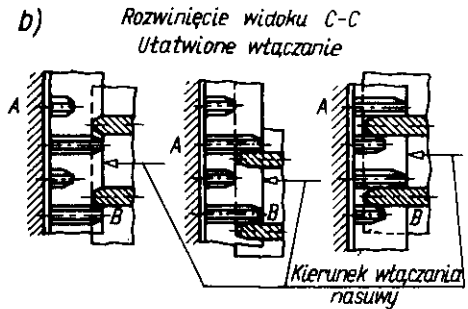 b)
Rozwinięcie widoku C-C
Ułatwione włączanie
A
B
A
B
A
B
Kierunek włączania
nasuwy